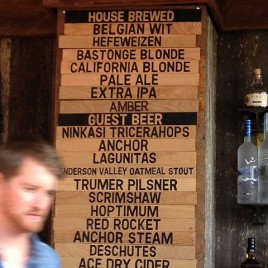 HOUSE BREWED
BELGIAN WIT
HEFEWEIZEN
BASTONGE BLONDE
CALIFORNIA BLONDE
PALE ALE
EXTRA IPA
AMBER
GUEST BEER
NINKASI TRICERAHOPS
ANCHOR
LAGUNITAS
ANDERSON VALLEY OATMEAL STOUT
TRUMER PILSNER
SCRIMSHAW
HOPTIMUM
RED ROCKET
ANCHOR STEAM
DESCHUTES
ACE DRY CIDER